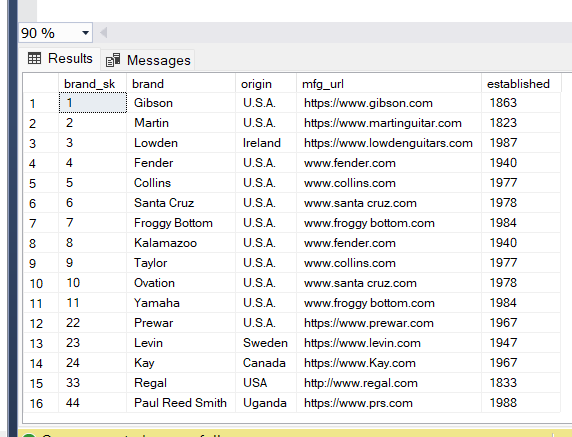 90 %
Results Messages
brand_sk brand origin mfg_url established
1 1 Gibson U.S.A. https://www.gibson.com 1863
2 2 Martin U.S.A. https://www.martinguitar.com 1823
3 3 Lowden Ireland https://www.lowdenguitars.com 1987
4 4 Fender U.S.A. www.fender.com 1940
5 5 Collins U.S.A. www.collins.com 1977
6 6 Santa Cruz U.S.A. www.santa cruz.com 1978
7 7 Froggy Bottom U.S.A. www.froggy bottom.com 1984
8 8 Kalamazoo U.S.A. www.fender.com 1940
9 9 Taylor U.S.A. www.collins.com 1977
10 10 Ovation U.S.A. www.santa cruz.com 1978
11 11 Yamaha U.S.A. www.froggy bottom.com 1984
12 22 Prewar U.S.A. https://www.prewar.com 1967
13 23 Levin Sweden https://www.levin.com 1947
14 24 Kay Canada https://www.Kay.com 1967
15 33 Regal USA http://www.regal.com 1833
16 44 Paul Reed Smith Uganda https://www.prs.com 1988